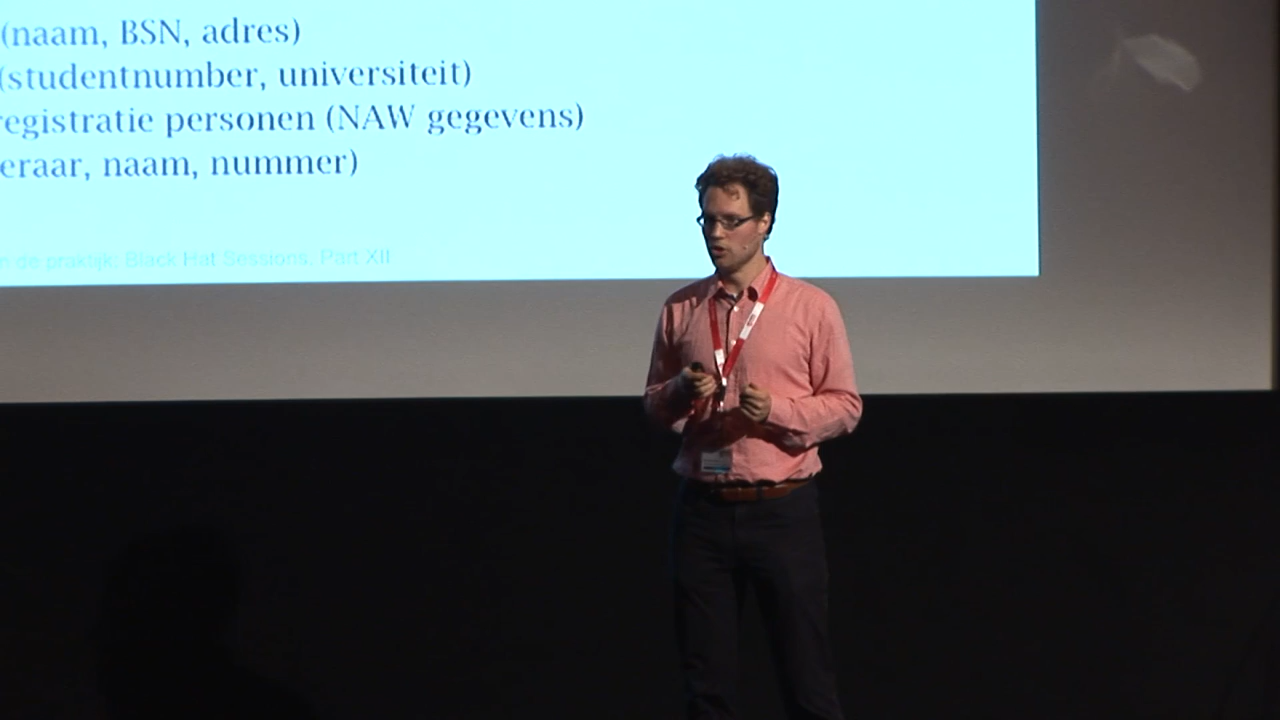 (naam, BSN, adres)
(studentnumber, universiteit)
registratie personen (NAW gegevens)
eraar, naam, nummer)
n de praktijk; Black Hat Sessions, Part XII